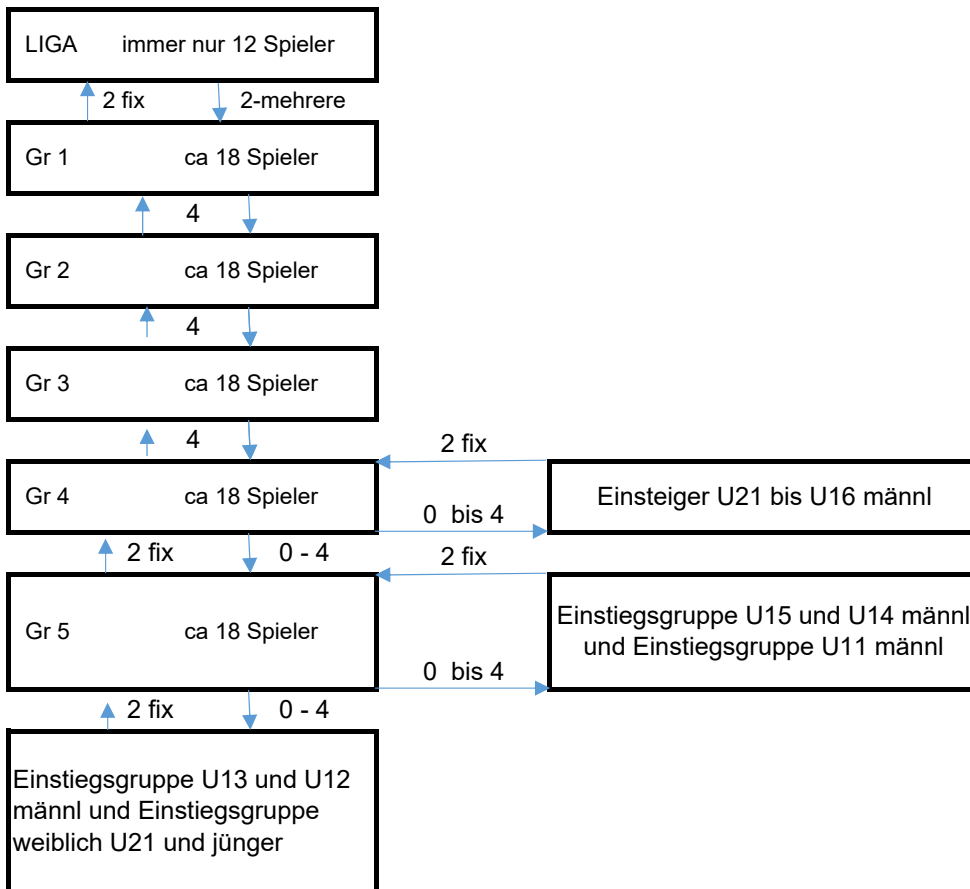 LIGA immer nur 12 Spieler
2 fix 2-mehrere
Gr 1 ca 18 Spieler
4
Gr 2 ca 18 Spieler
4
Gr 3 ca 18 Spieler
4
2 fix
Gr 4 ca 18 Spieler
0 bis 4
Einsteiger U21 bis U16 männl
2 fix 0 - 4
2 fix
Gr 5 ca 18 Spieler
0 bis 4
Einstiegsgruppe U15 und U14 männl
und Einstiegsgruppe U11 männl
2 fix 0 - 4
Einstiegsgruppe U13 und U12
männl und Einstiegsgruppe
weiblich U21 und jünger